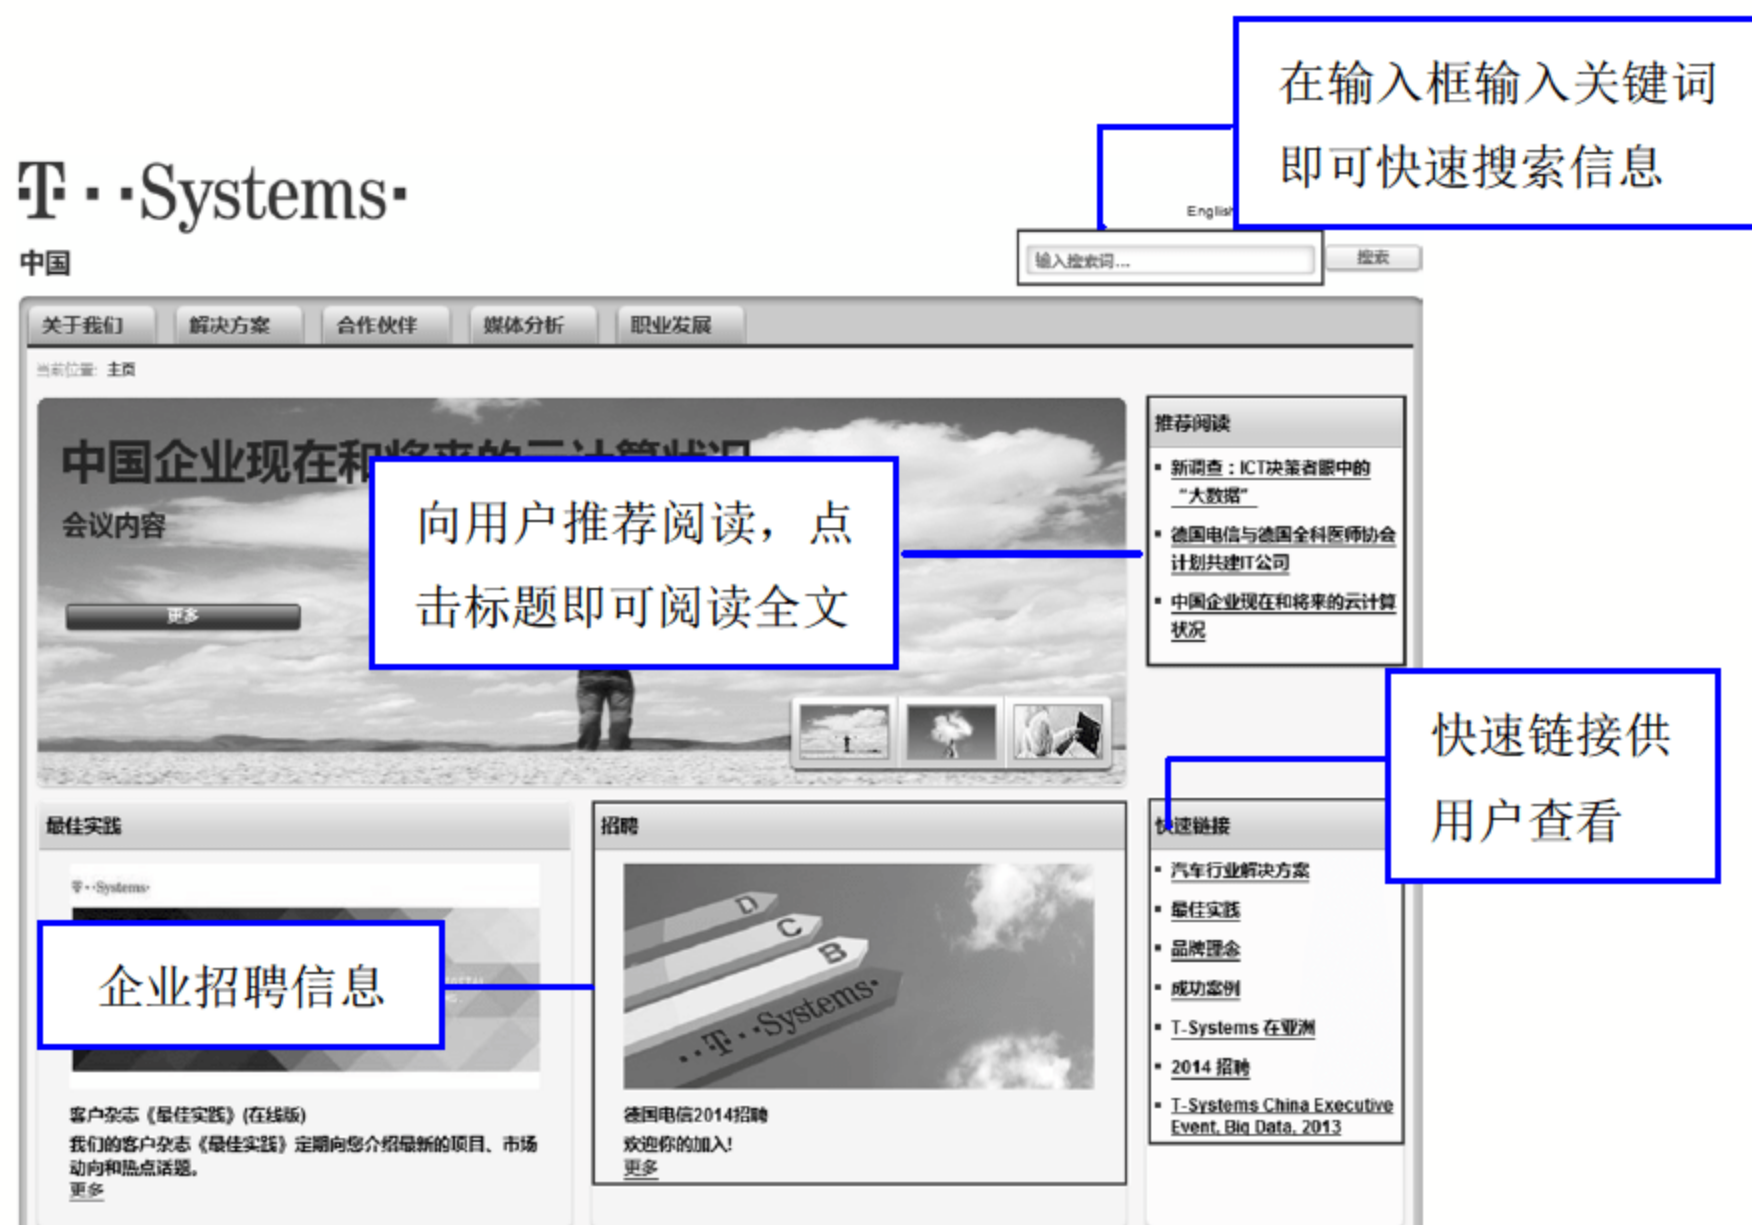 在输入框输入关键词
即可快速搜索信息
T··Systems·
中国
English
输入搜索词...
搜索
关于我们
解决方案
合作伙伴
媒体分析
职业发展
当前位置: 主页
中国企业现在和将来的云计算状况
会议内容
更多
向用户推荐阅读，点
击标题即可阅读全文
推荐阅读
新调查：ICT决策者眼中的
“大数据”
德国电信与德国全科医师协会
计划共建IT公司
中国企业现在和将来的云计算
状况
快速链接供
用户查看
最佳实践
T··Systems·
企业招聘信息
客户杂志《最佳实践》(在线版)
我们的客户杂志《最佳实践》定期向您介绍最新的项目、市场
动向和热点话题。
更多
招聘
D
C
B
··T··Systems·
德国电信2014招聘
欢迎你的加入!
更多
快速链接
汽车行业解决方案
最佳实践
品牌理念
成功案例
T-Systems 在亚洲
2014 招聘
T-Systems China Executive
Event, Big Data, 2013